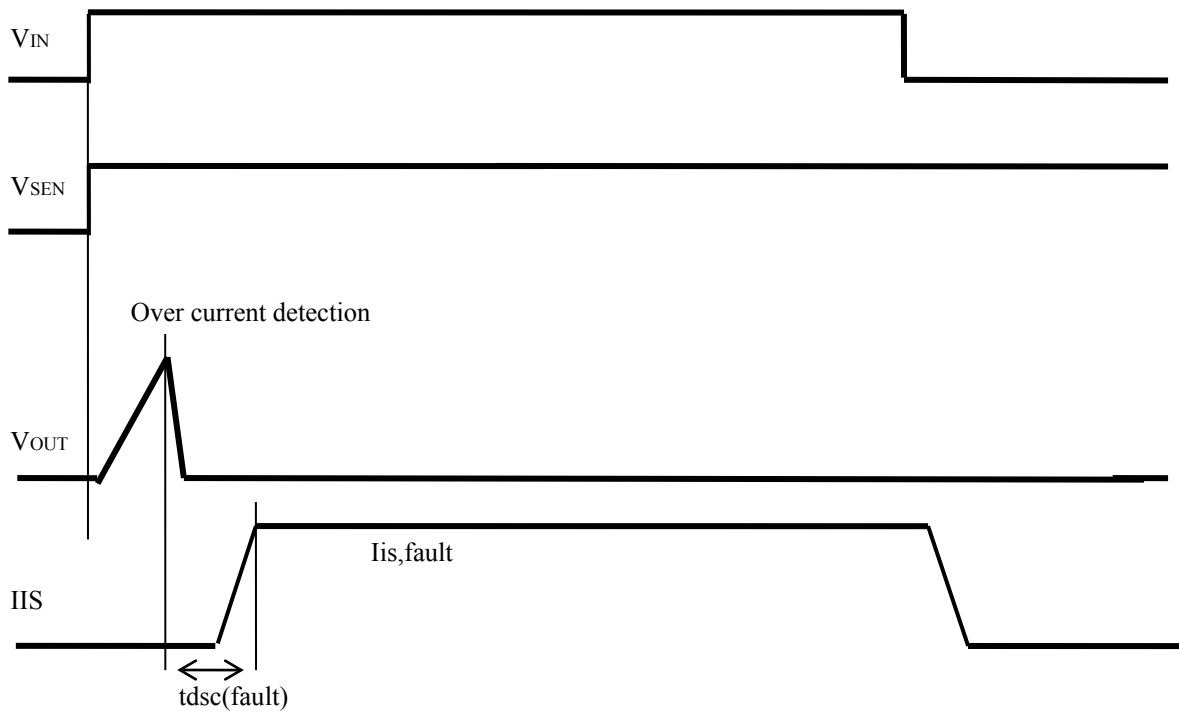 VIN
VSEN
Over current detection
VOUT
Iis,fault
IIS
tdsc(fault)